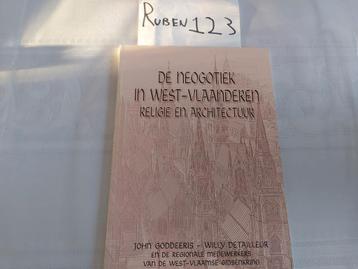 RUBEN123
DE NEOGOTIEK
IN WEST-VLAANDEREN
RELIGIE EN ARCHITECTUUR
JOHN GODDEERIS - WILLY DETAILLEUR
EN DE REGIONALE MEDEWERKERS
VAN DE WEST-VLAAMSE GIDSENKRING